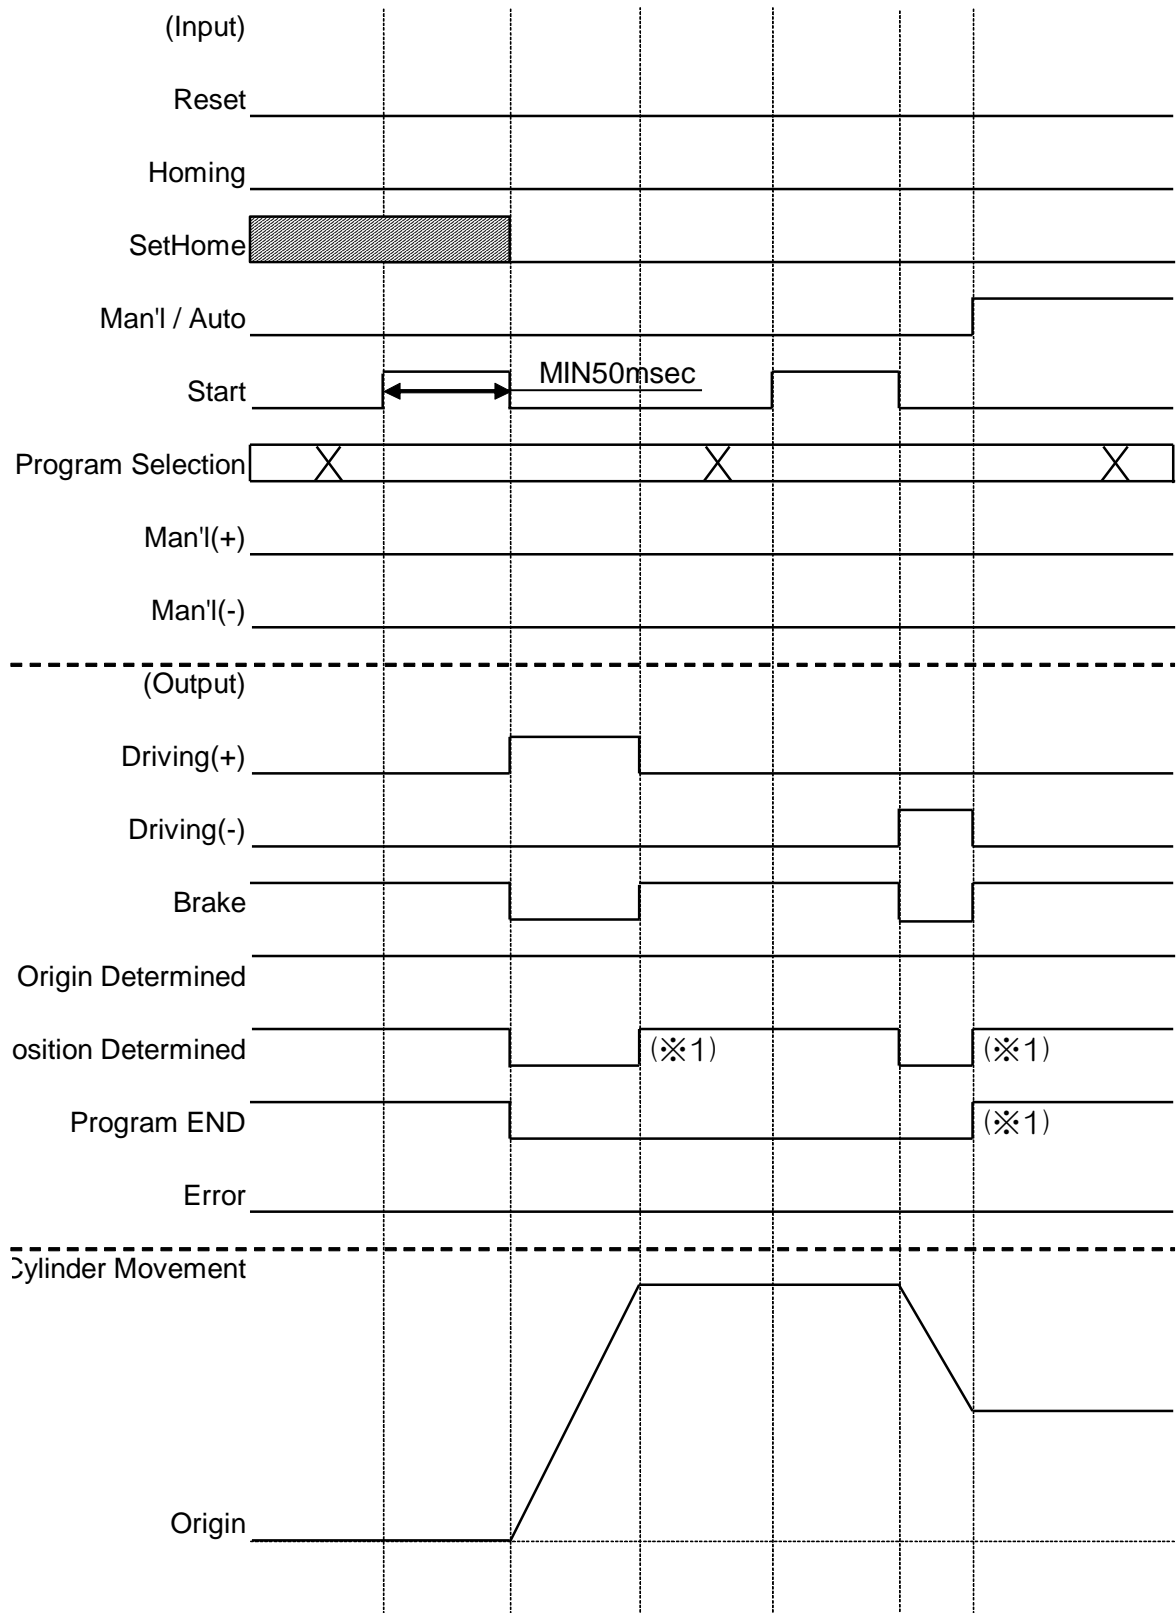 (Input)
Reset
Homing
SetHome
Man'l / Auto
Start
MIN50msec
Program Selection
Man'l(+)
Man'l(-)
(Output)
Driving(+)
Driving(-)
Brake
Origin Determined
osition Determined
(※1)
(※1)
Program END
(※1)
Error
Cylinder Movement
Origin